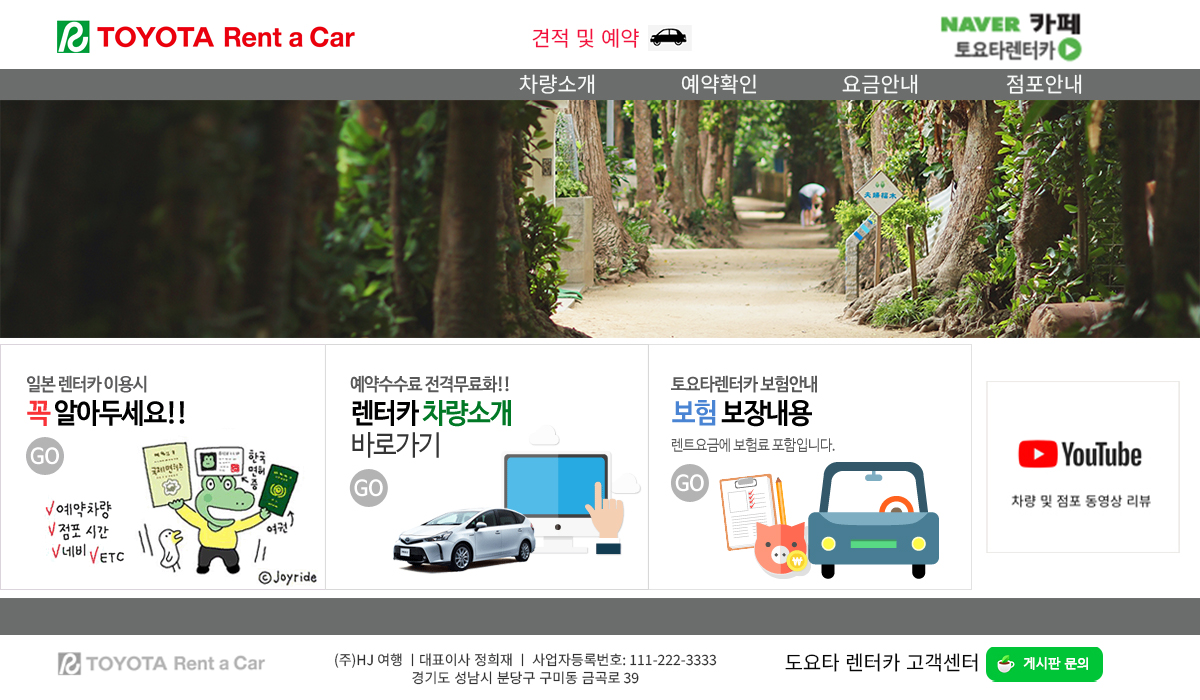 TOYOTA Rent a Car
견적 및 예약
NAVER 카페
토요타렌터카
차량소개 예약확인 요금안내 점포안내
夫婦福木
일본 렌터카 이용시
꼭 알아두세요!!
GO
국제면허증
한국
면허
증
여권
예약차량
점포 시간
네비 ETC
©Joyride
예약수수료 전격무료화!!
렌터카 차량소개
바로가기
GO
토요타렌터카 보험안내
보험 보장내용
렌트요금에 보험료 포함입니다.
GO
₩
YouTube
차량 및 점포 동영상 리뷰
TOYOTA Rent a Car
(주)HJ 여행 ㅣ대표이사 정희재 ㅣ 사업자등록번호: 111-222-3333
경기도 성남시 분당구 구미동 금곡로 39
도요타 렌터카 고객센터
게시판 문의